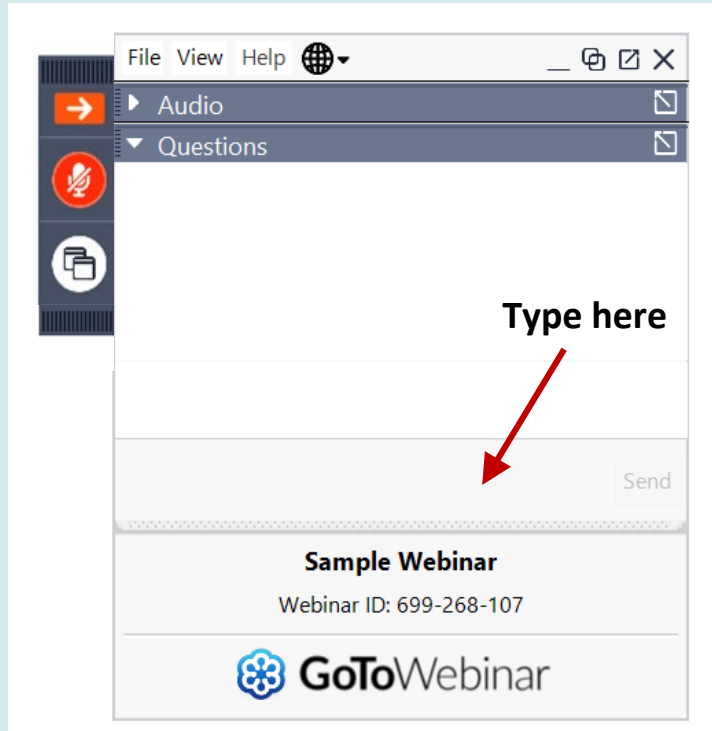 File View Help
Audio
Questions
Type here
Send
Sample Webinar
Webinar ID: 699-268-107
GoToWebinar